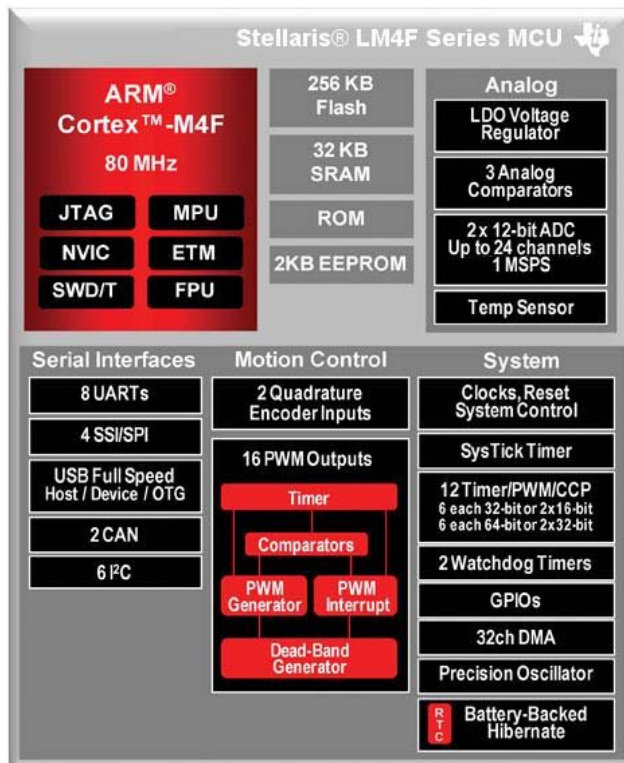 Stellaris® LM4F Series MCU
ARM®
Cortex™-M4F
80 MHz
JTAG
MPU
NVIC
ETM
SWD/T
FPU
256 KB
Flash
32 KB
SRAM
ROM
2KB EEPROM
Analog
LDO Voltage
Regulator
3 Analog
Comparators
2 x 12-bit ADC
Up to 24 channels
1 MSPS
Temp Sensor
Serial Interfaces
8 UARTs
4 SSI/SPI
USB Full Speed
Host / Device / OTG
2 CAN
6 I²C
Motion Control
2 Quadrature
Encoder Inputs
16 PWM Outputs
Timer
Comparators
PWM
Generator
PWM
Interrupt
Dead-Band
Generator
System
Clocks, Reset
System Control
SysTick Timer
12 Timer/PWM/CCP
6 each 32-bit or 2x16-bit
6 each 64-bit or 2x32-bit
2 Watchdog Timers
GPIOs
32ch DMA
Precision Oscillator
RTC
Battery-Backed
Hibernate